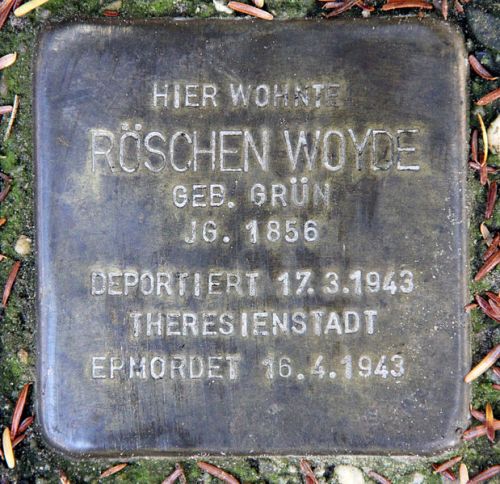 HIER WOHNTE
RÖSCHEN WOYDE
GEB. GRÜN
JG. 1856
DEPORTIERT 17.3.1943
THERESIENSTADT
ERMORDET 16.4.1943